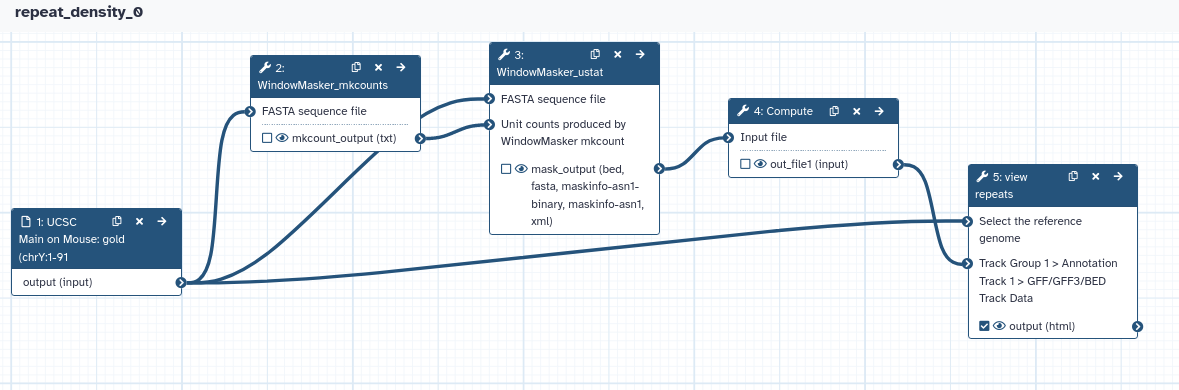 repeat_density_0
2:
WindowMasker_mkcounts
FASTA sequence file
mkcount_output (txt)
3:
WindowMasker_ustat
FASTA sequence file
Unit counts produced by
WindowMasker mkcount
mask_output (bed,
fasta, maskinfo-asn1-
binary, maskinfo-asn1,
xml)
4: Compute
Input file
out_file1 (input)
1: UCSC
Main on Mouse: gold
(chrY:1-91
output (input)
5: view
repeats
Select the reference
genome
Track Group 1 > Annotation
Track 1 > GFF/GFF3/BED
Track Data
output (html)